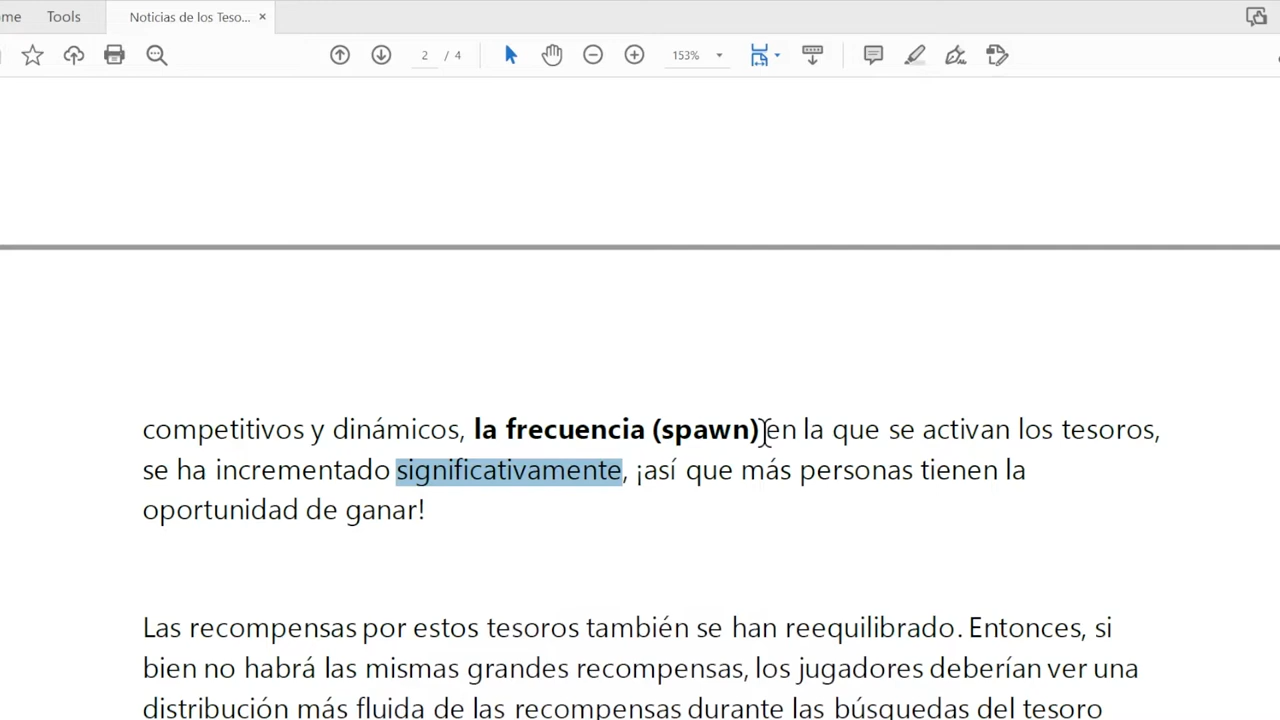 ome Tools Noticias de los Teso... ×
2 / 4 153%
competitivos y dinámicos, la frecuencia (spawn) en la que se activan los tesoros,
se ha incrementado significativamente, ¡así que más personas tienen la
oportunidad de ganar!
Las recompensas por estos tesoros también se han reequilibrado. Entonces, si
bien no habrá las mismas grandes recompensas, los jugadores deberían ver una
distribución más fluida de las recompensas durante las búsquedas del tesoro